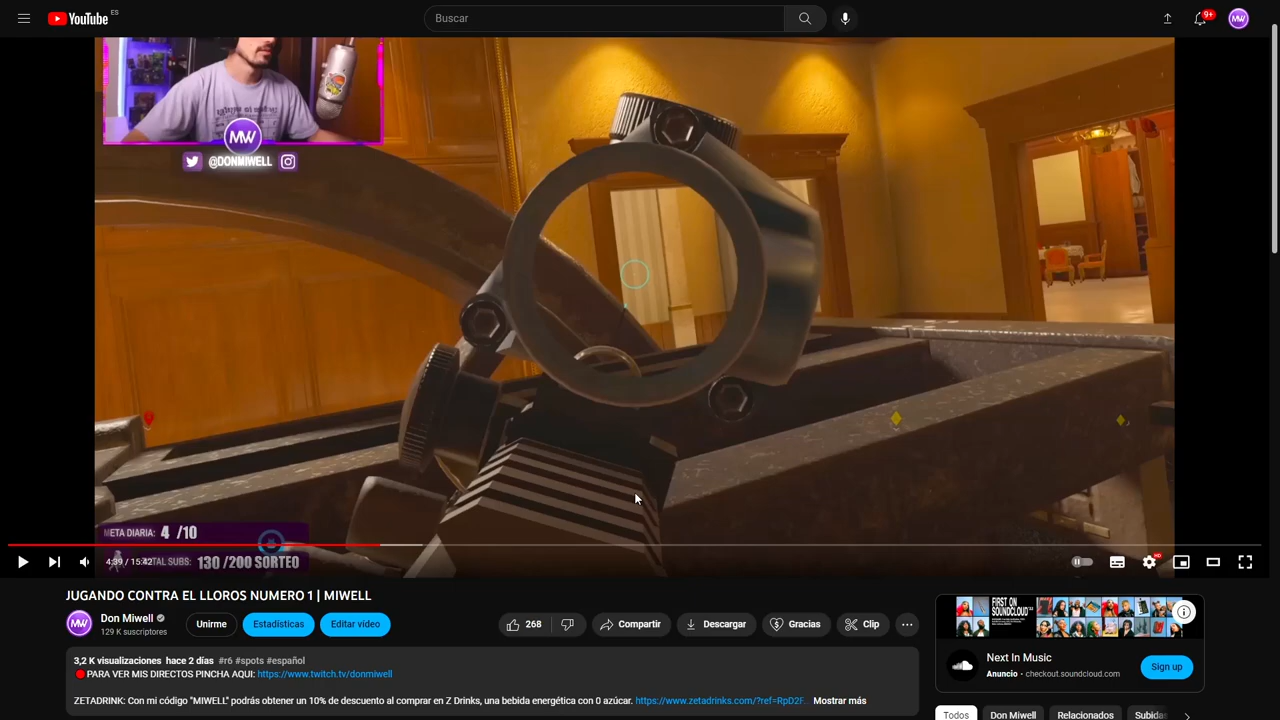 YouTube ES
Buscar
9+
MW
MW
@DONMIWELL
META DIARIA: 4 /10
TOTAL SUBS: 130 /200 SORTEO
4:39 / 15:42
HD
JUGANDO CONTRA EL LLOROS NUMERO 1 | MIWELL
MW
Don Miwell
129 K suscriptores
Unirme
Estadísticas
Editar vídeo
268
Compartir
Descargar
Gracias
Clip
3,2 K visualizaciones hace 2 días #r6 #spots #español
PARA VER MIS DIRECTOS PINCHA AQUI: https://www.twitch.tv/donmiwell
ZETADRINK: Con mi código "MIWELL" podrás obtener un 10% de descuento al comprar en Z Drinks, una bebida energética con 0 azúcar. https://www.zetadrinks.com/?ref=RpD2F... Mostrar más
FIRST ON
SOUNDCLOUD
Next In Music
Anuncio • checkout.soundcloud.com
Sign up
Todos
Don Miwell
Relacionados
Subidas